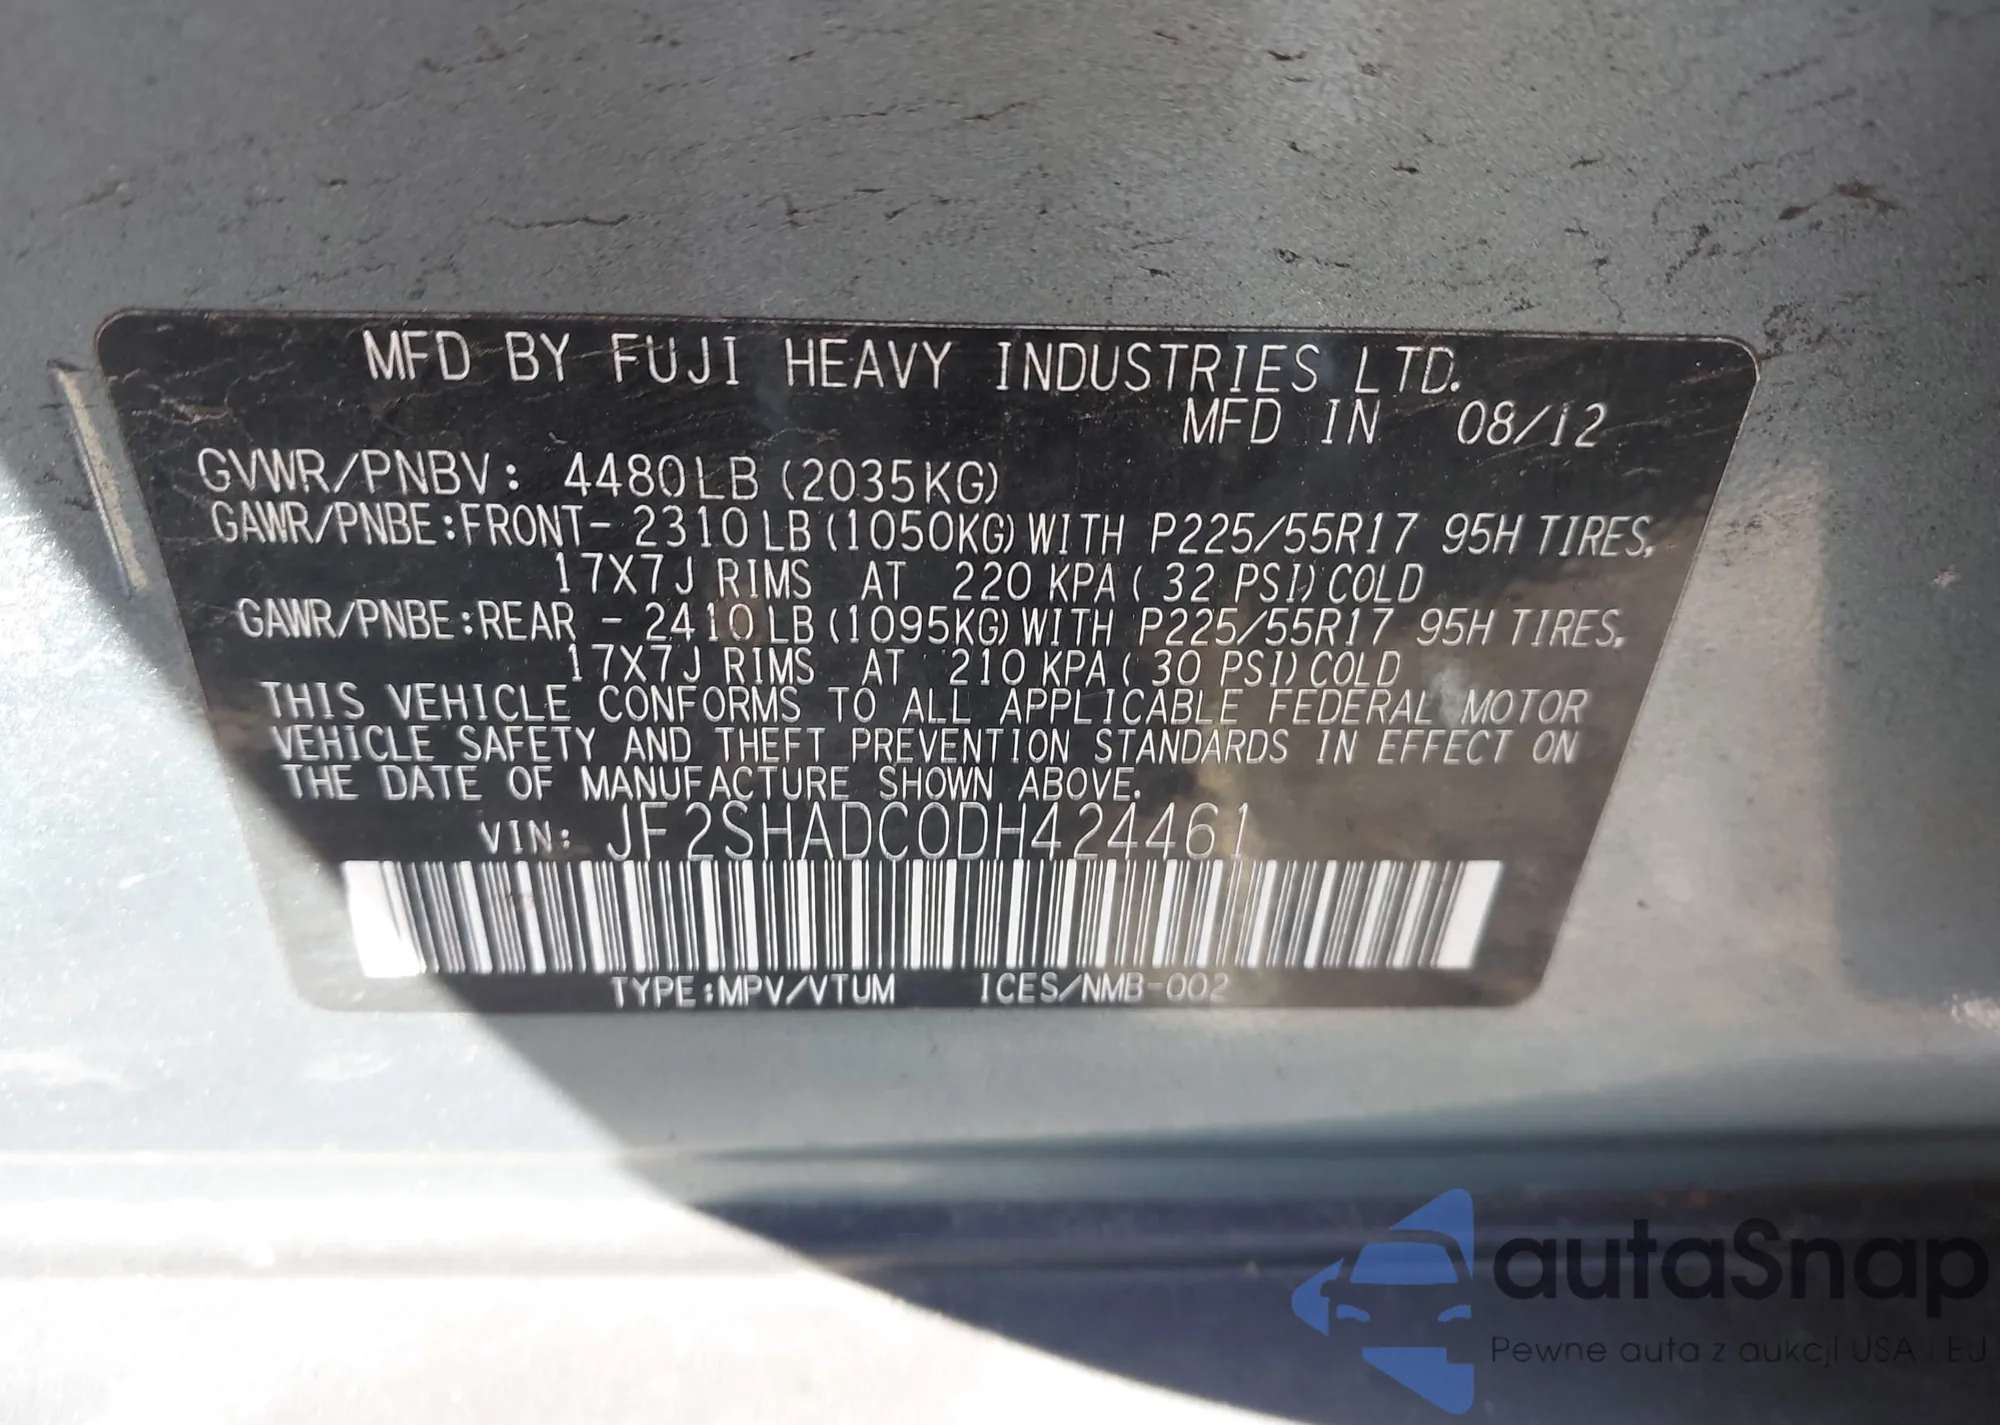 MFD BY FUJI HEAVY INDUSTRIES LTD.
MFD IN 08/12
GVWR/PNBV: 4480LB (2035KG)
GAWR/PNBE:FRONT- 2310LB(1050KG)WITH P225/55R17 95H TIRES,
17X7J RIMS AT 220 KPA( 32 PSI)COLD
GAWR/PNBE:REAR - 2410LB(1095KG)WITH P225/55R17 95H TIRES,
17X7J RIMS AT 210 KPA( 30 PSI)COLD
THIS VEHICLE CONFORMS TO ALL APPLICABLE FEDERAL MOTOR
VEHICLE SAFETY AND THEFT PREVENTION STANDARDS IN EFFECT ON
THE DATE OF MANUFACTURE SHOWN ABOVE.
VIN: JF2SHADC0DH424461
TYPE:MPV/VTUM ICES/NMB-002
autaSnap
Pewne auta z aukcji USA i EU